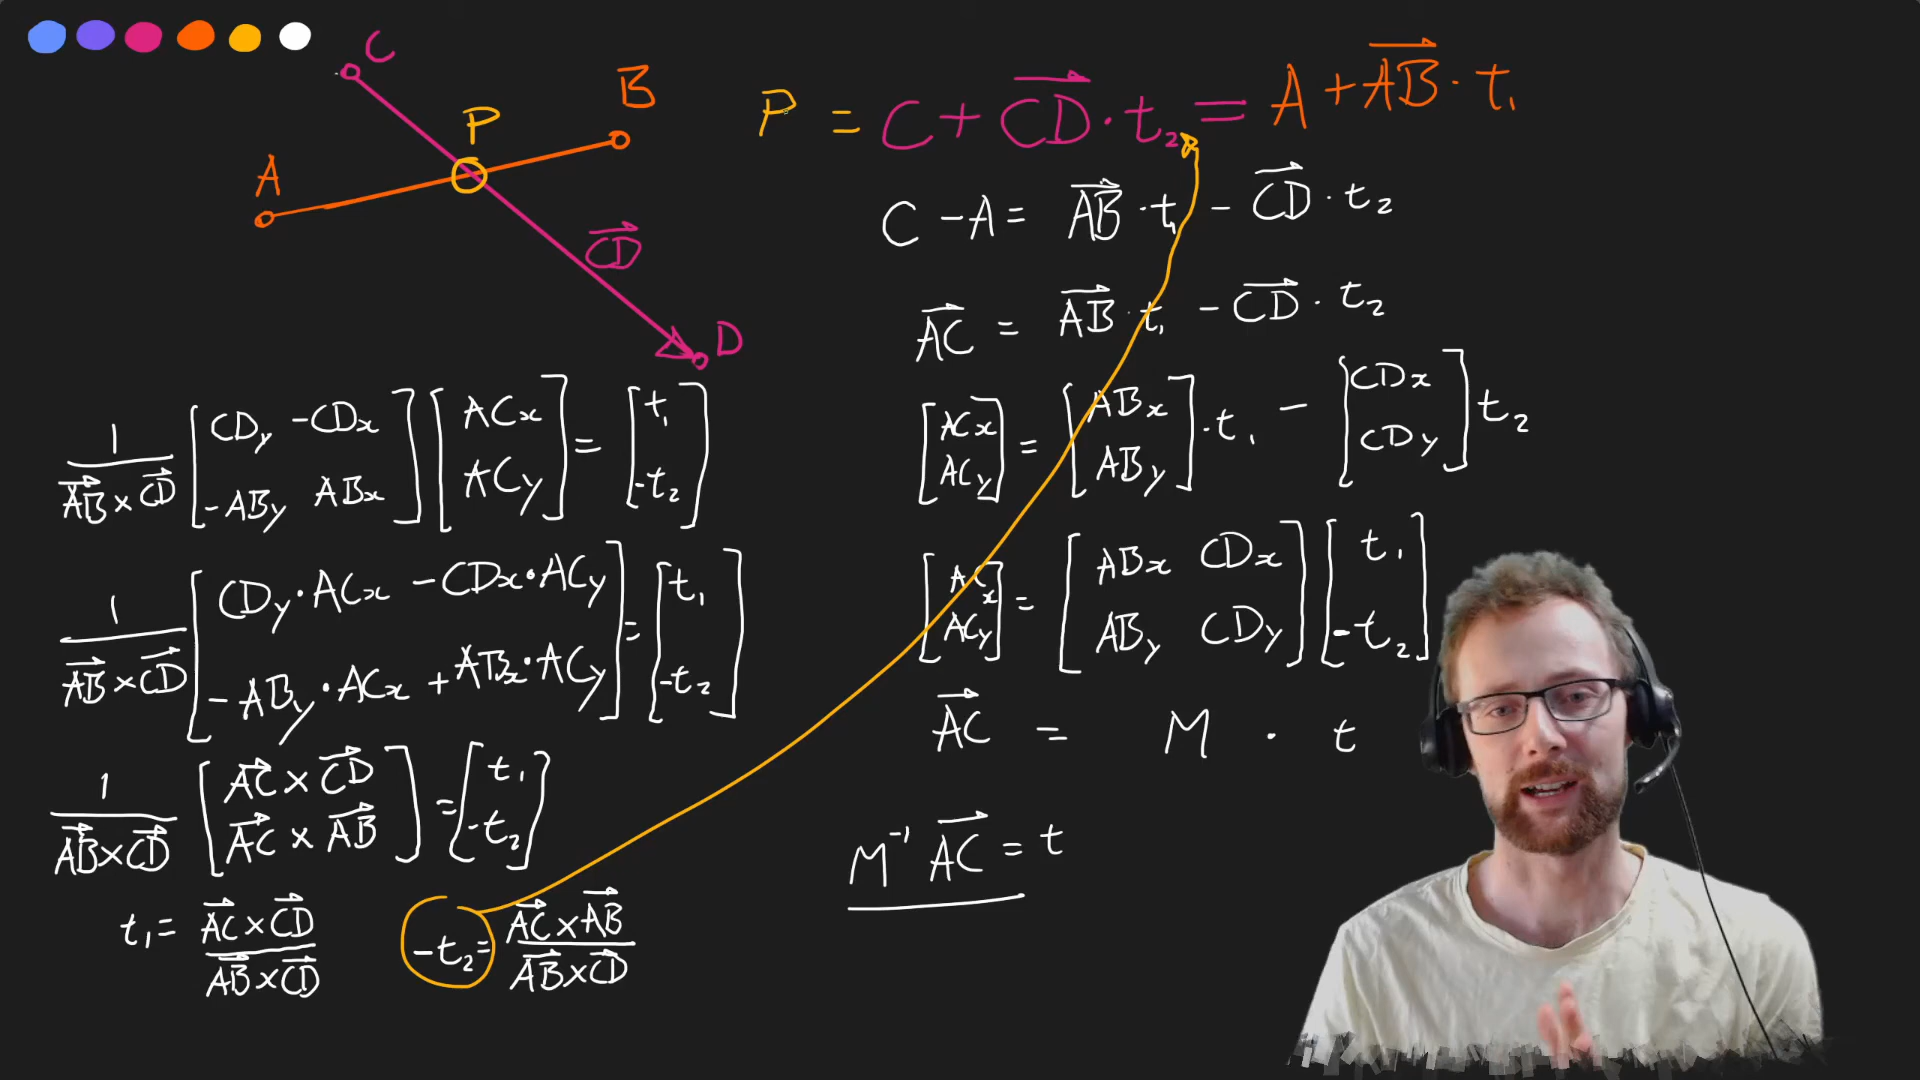 C
P
B
A
CD
D
P = C + CD · t₂ = A + AB · t₁
C - A = AB · t₁ - CD · t₂
AC = AB · t₁ - CD · t₂
[ACx ACy] = [ABx ABy] · t₁ - [CDx CDy] t₂
[ACx ACy] = [ABx CDx ABy CDy] [t₁ -t₂]
AC = M · t
M⁻¹ AC = t
1/(AB × CD) [CDy -CDx -ABy ABx] [ACx ACy] = [t₁ -t₂]
1/(AB × CD) [CDy · ACx - CDx · ACy -ABy · ACx + ABx · ACy] = [t₁ -t₂]
1/(AB × CD) [AC × CD AC × AB] = [t₁ -t₂]
t₁ = (AC × CD)/(AB × CD)
-t₂ = (AC × AB)/(AB × CD)